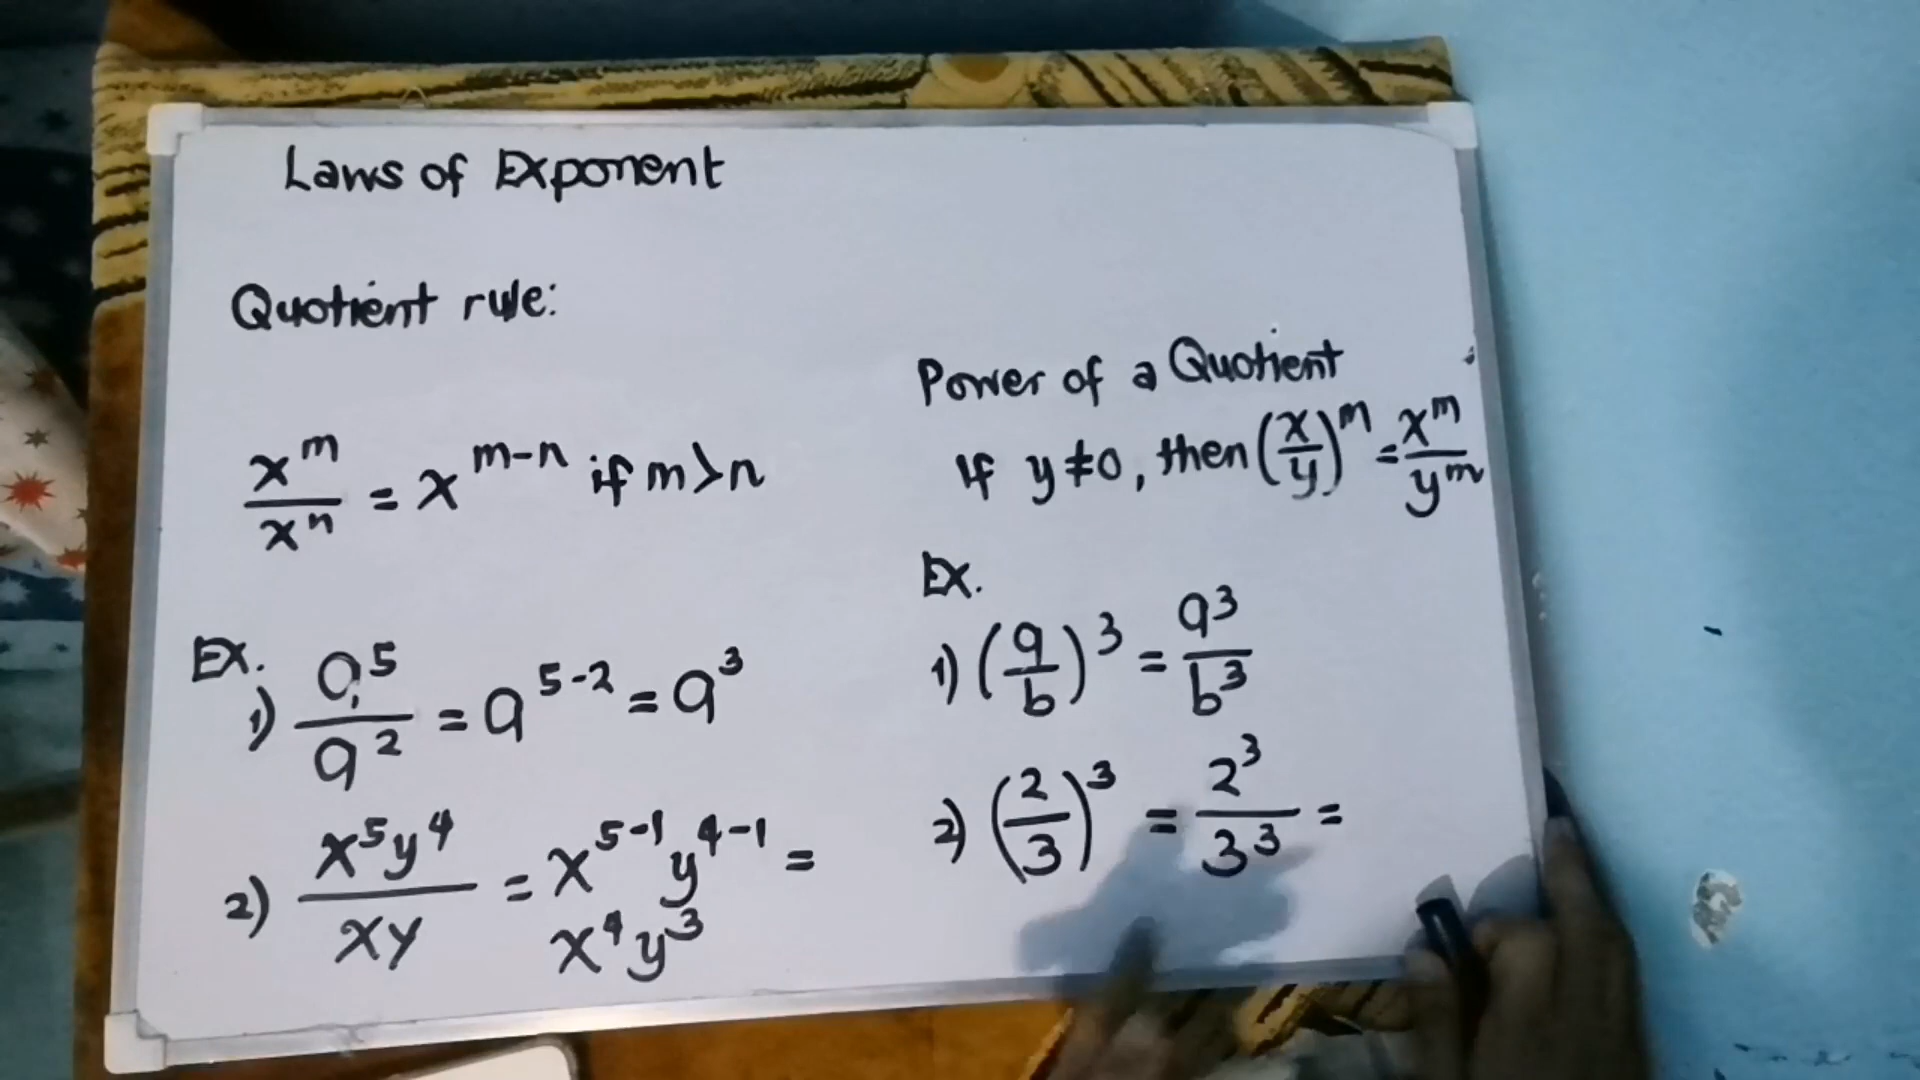 Laws of Exponent
Quotient rule:
x^m/x^n = x^(m-n) if m>n
Ex.
1) a^5/a^2 = a^(5-2) = a^3
2) x^5y^4/xy = x^(5-1)y^(4-1) =
x^4y^3
Power of a Quotient
If y≠0, then (x/y)^m = x^m/y^m
Ex.
1) (a/b)^3 = a^3/b^3
2) (2/3)^3 = 2^3/3^3 =